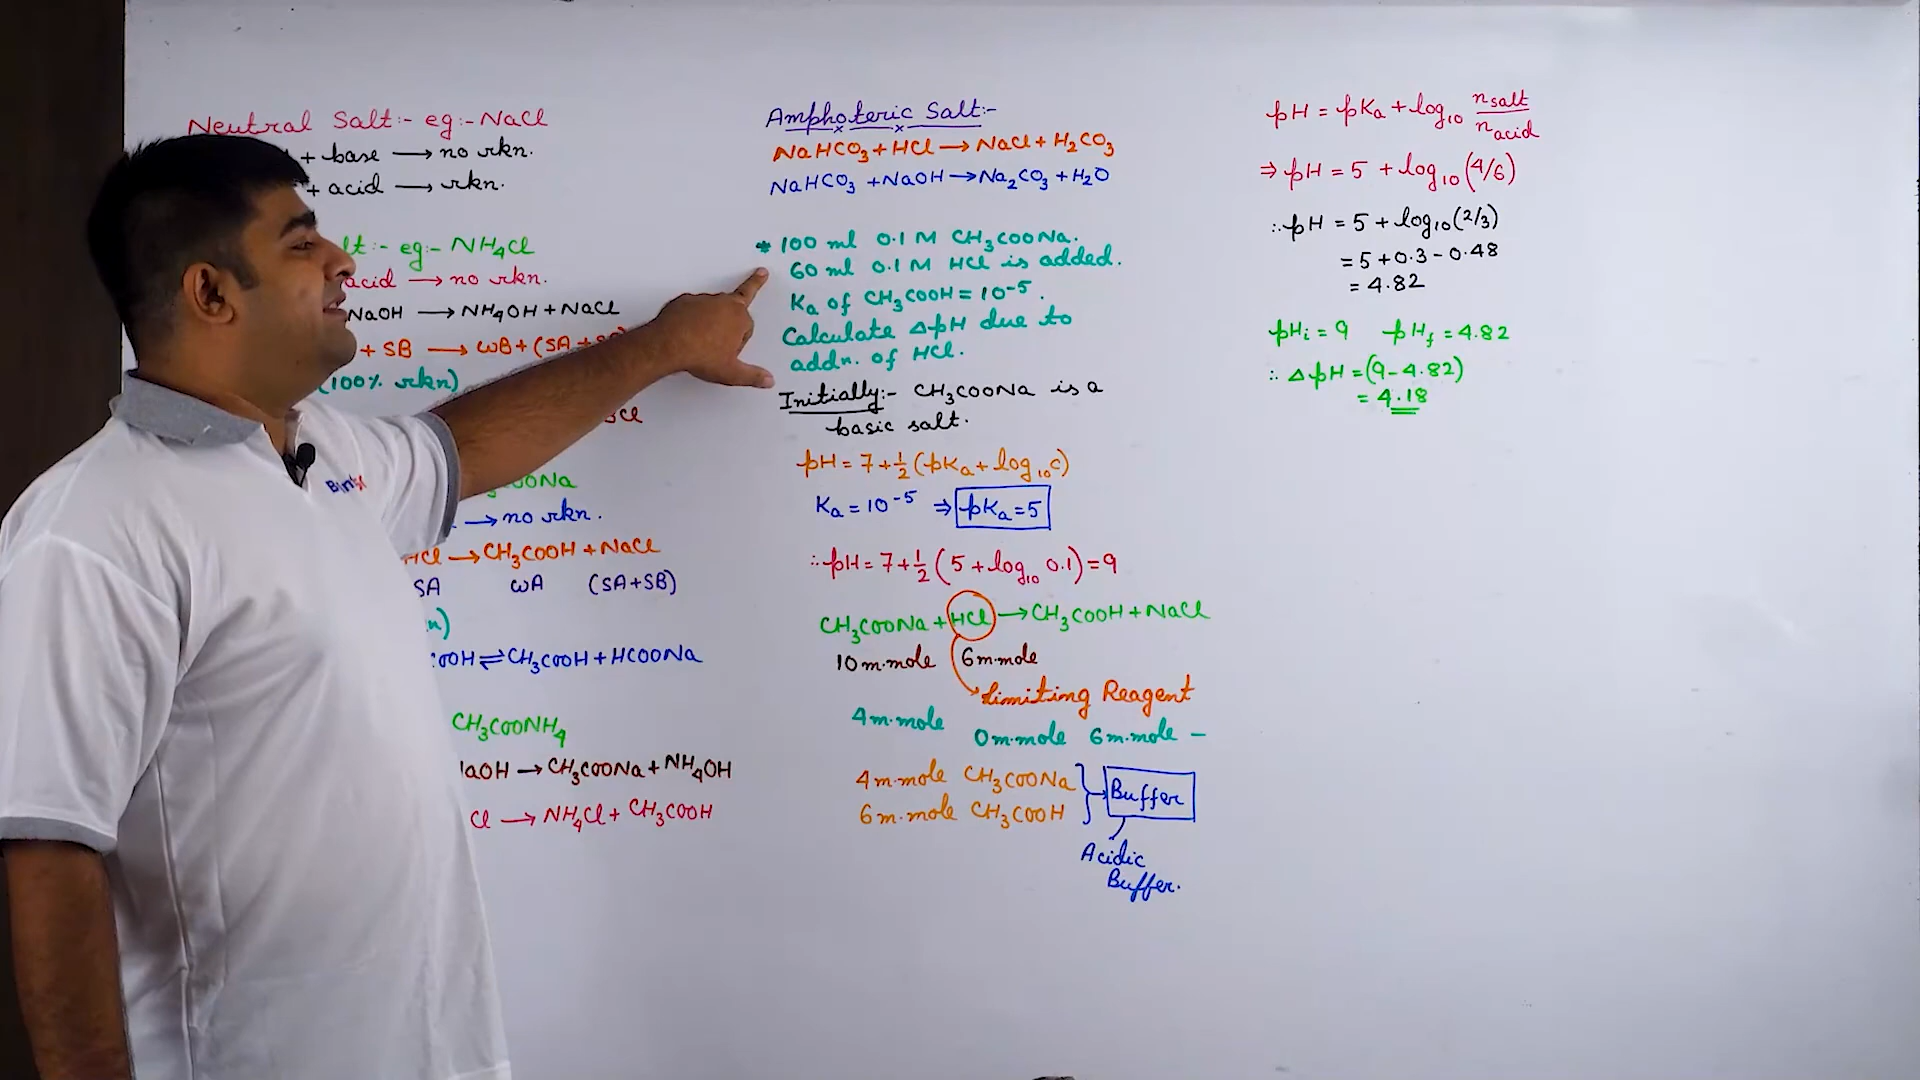 Neutral Salt:- eg:- NaCl
+ base ⟶ no rkn.
+ acid ⟶ rkn.
lt:- eg:- NH₄Cl
acid ⟶ no rkn.
NaOH ⟶ NH₄OH + NaCl
+ SB ⟶ WB + (SA +
(100% rkn)
Cl
OONa
⟶ no rkn.
HCl ⟶ CH₃COOH + NaCl
SA WA (SA+SB)
n)
COOH ⇌ CH₃COOH + HCOONa
CH₃COONH₄
NaOH ⟶ CH₃COONa + NH₄OH
Cl ⟶ NH₄Cl + CH₃COOH
Amphoteric Salt:-
NaHCO₃ + HCl ⟶ NaCl + H₂CO₃
NaHCO₃ + NaOH ⟶ Na₂CO₃ + H₂O
* 100 ml 0.1 M CH₃COONa.
60 ml 0.1 M HCl is added.
Ka of CH₃COOH = 10⁻⁵.
Calculate ΔpH due to
addn. of HCl.
Initially:- CH₃COONa is a
basic salt.
pH = 7 + ½ (pKa + log₁₀ c)
Ka = 10⁻⁵ ⇒ pKa = 5
∴ pH = 7 + ½ (5 + log₁₀ 0.1) = 9
CH₃COONa + HCl ⟶ CH₃COOH + NaCl
10 m.mole 6 m.mole
Limiting Reagent
4 m.mole 0 m.mole 6 m.mole –
4 m.mole CH₃COONa
6 m.mole CH₃COOH
Buffer
Acidic
Buffer.
pH = pKa + log₁₀ n salt / n acid
⇒ pH = 5 + log₁₀ (4/6)
∴ pH = 5 + log₁₀ (2/3)
= 5 + 0.3 – 0.48
= 4.82
pHi = 9 pHf = 4.82
∴ ΔpH = (9 – 4.82)
= 4.18